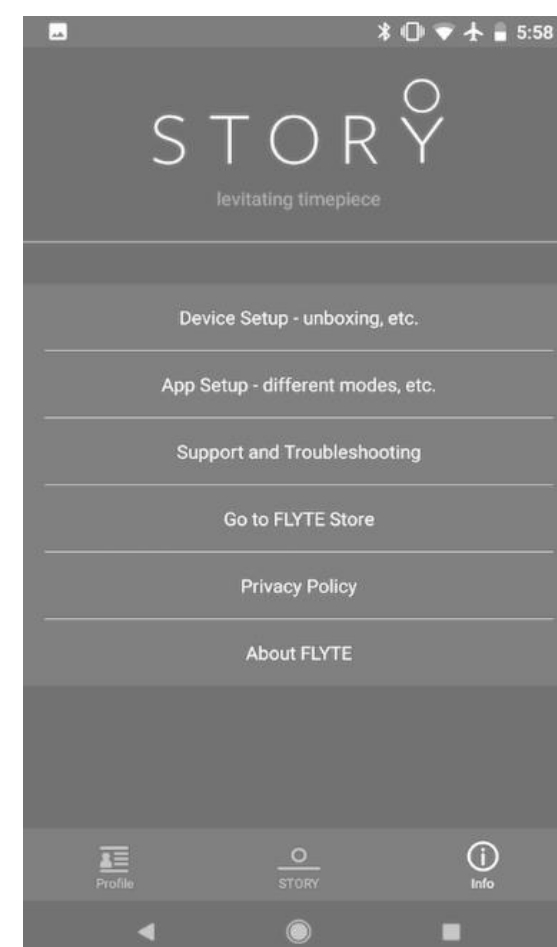 5:58
STORY
levitating timepiece
Device Setup - unboxing, etc.
App Setup - different modes, etc.
Support and Troubleshooting
Go to FLYTE Store
Privacy Policy
About FLYTE
Profile STORY Info